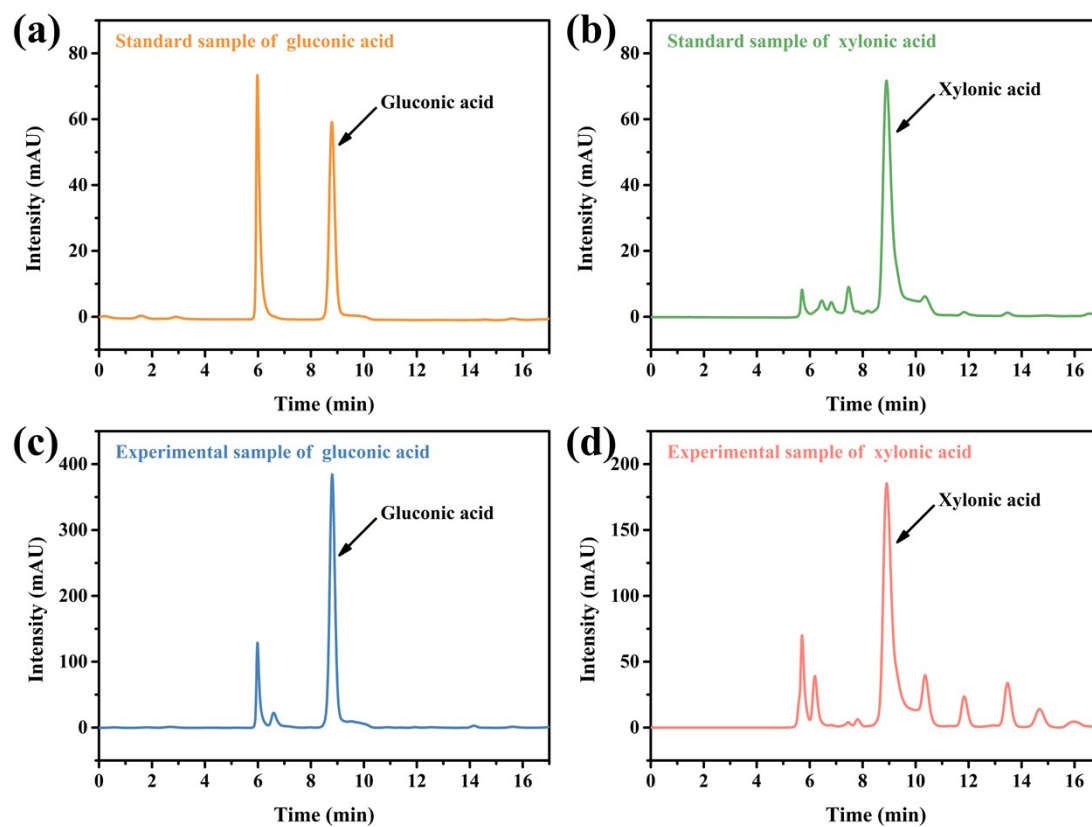 (a)
Standard sample of gluconic acid
Gluconic acid
80
60
40
20
0
Intensity (mAU)
0 2 4 6 8 10 12 14 16
Time (min)
(b)
Standard sample of xylonic acid
Xylonic acid
80
60
40
20
0
Intensity (mAU)
0 2 4 6 8 10 12 14 16
Time (min)
(c)
Experimental sample of gluconic acid
Gluconic acid
400
300
200
100
0
Intensity (mAU)
0 2 4 6 8 10 12 14 16
Time (min)
(d)
Experimental sample of xylonic acid
Xylonic acid
200
150
100
50
0
Intensity (mAU)
0 2 4 6 8 10 12 14 16
Time (min)